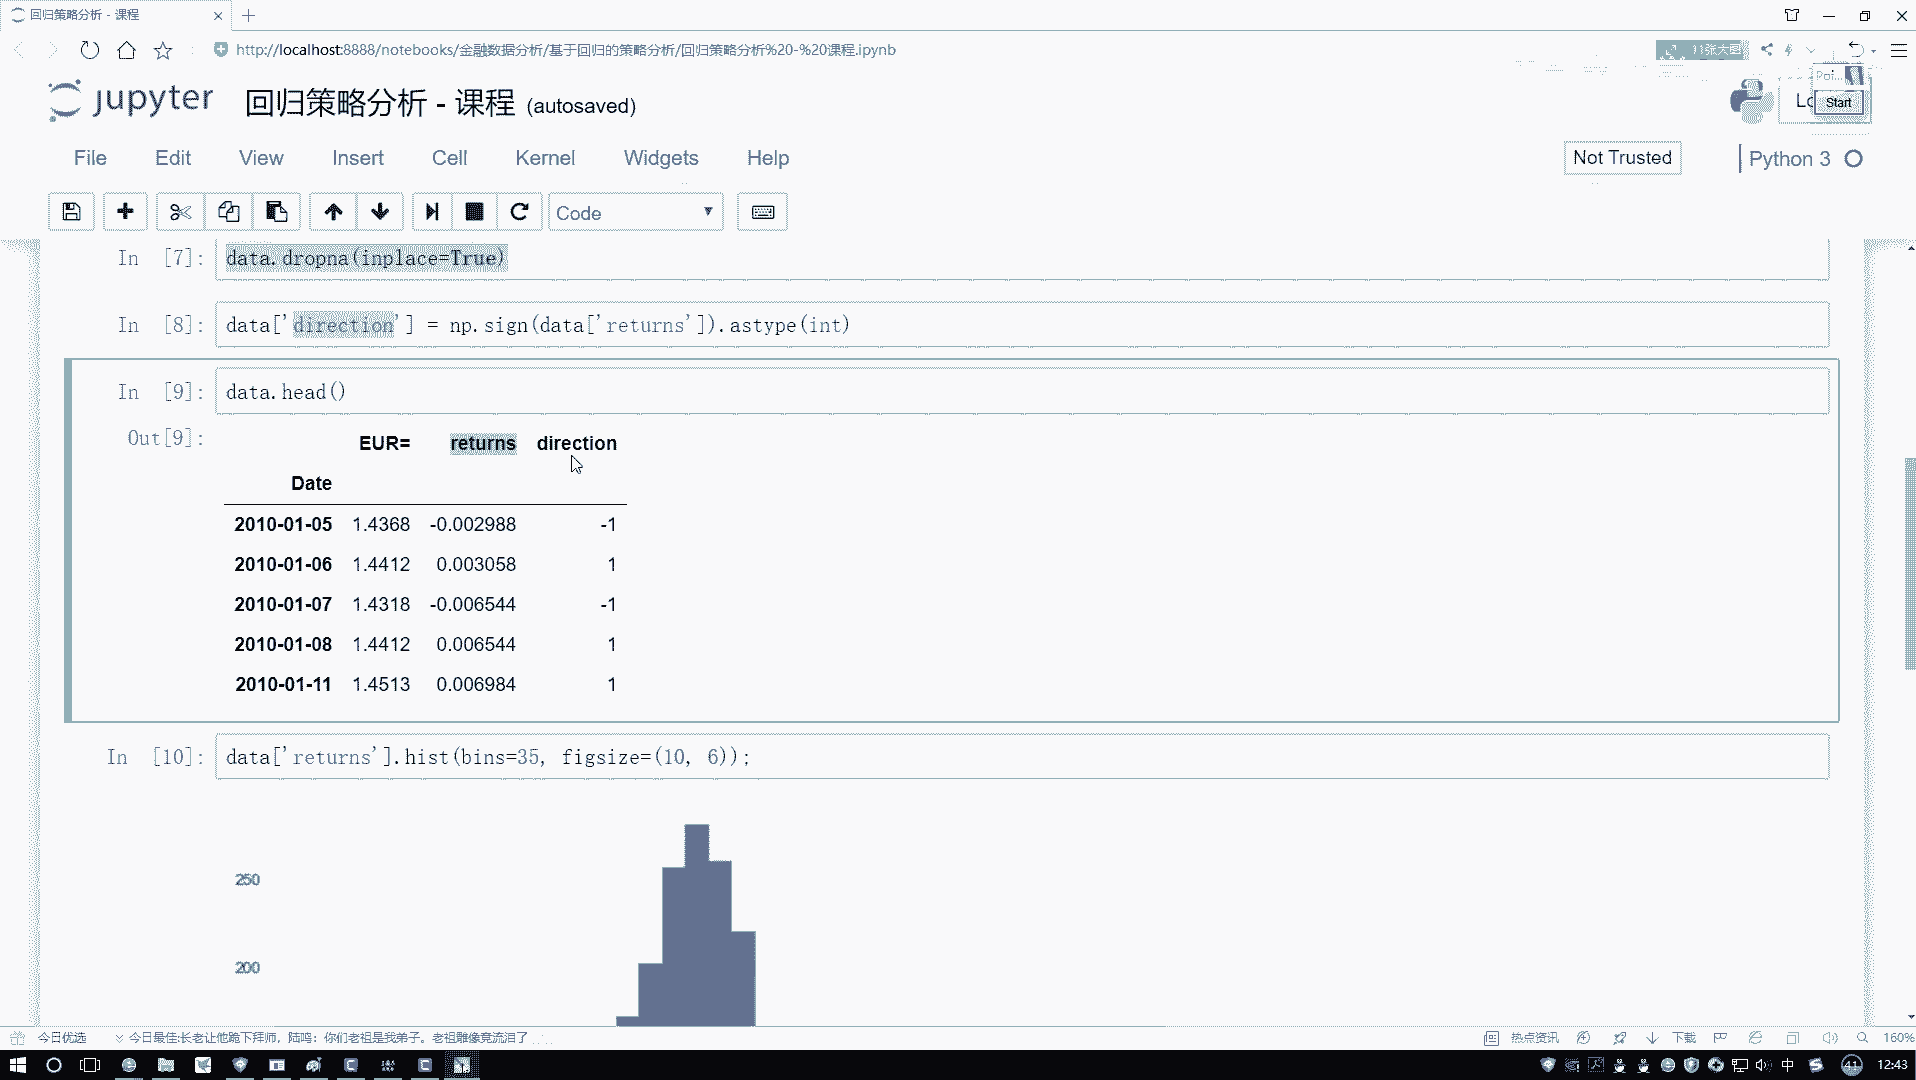 回归策略分析 - 课程
http://localhost:8888/notebooks/金融数据分析/基于回归的策略分析/回归策略分析%20-%20课程.ipynb
jupyter 回归策略分析 - 课程 (autosaved)
Start
File Edit View Insert Cell Kernel Widgets Help
Not Trusted
Python 3
Code
In [7]: data.dropna(inplace=True)
In [8]: data['direction'] = np.sign(data['returns']).astype(int)
In [9]: data.head()
Out[9]:
EUR= returns direction
Date
2010-01-05 1.4368 -0.002988 -1
2010-01-06 1.4412 0.003058 1
2010-01-07 1.4318 -0.006544 -1
2010-01-08 1.4412 0.006544 1
2010-01-11 1.4513 0.006984 1
In [10]: data['returns'].hist(bins=35, figsize=(10, 6));
250
200
今日优选 今日最佳:长老让他跪下拜师，陆鸣：你们老祖是我弟子。老祖雕像竟流泪了
热点资讯 下载 160%
中 41 12:43